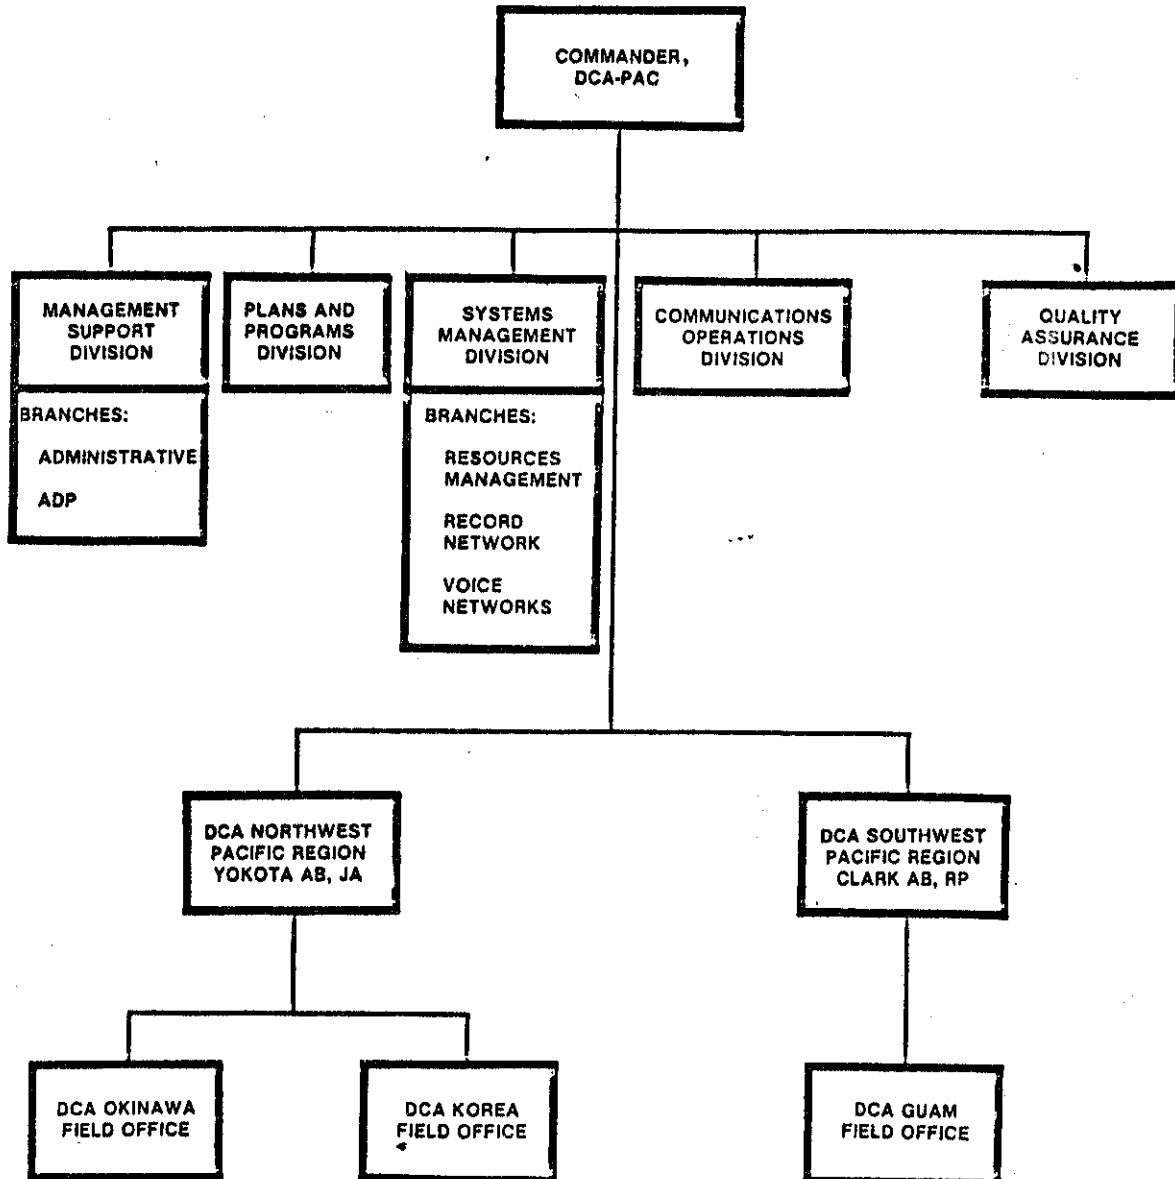 COMMANDER,
DCA-PAC
MANAGEMENT
SUPPORT
DIVISION
BRANCHES:
ADMINISTRATIVE
ADP
PLANS AND
PROGRAMS
DIVISION
SYSTEMS
MANAGEMENT
DIVISION
BRANCHES:
RESOURCES
MANAGEMENT
RECORD
NETWORK
VOICE
NETWORKS
COMMUNICATIONS
OPERATIONS
DIVISION
QUALITY
ASSURANCE
DIVISION
DCA NORTHWEST
PACIFIC REGION
YOKOTA AB, JA
DCA SOUTHWEST
PACIFIC REGION
CLARK AB, RP
DCA OKINAWA
FIELD OFFICE
DCA KOREA
FIELD OFFICE
DCA GUAM
FIELD OFFICE